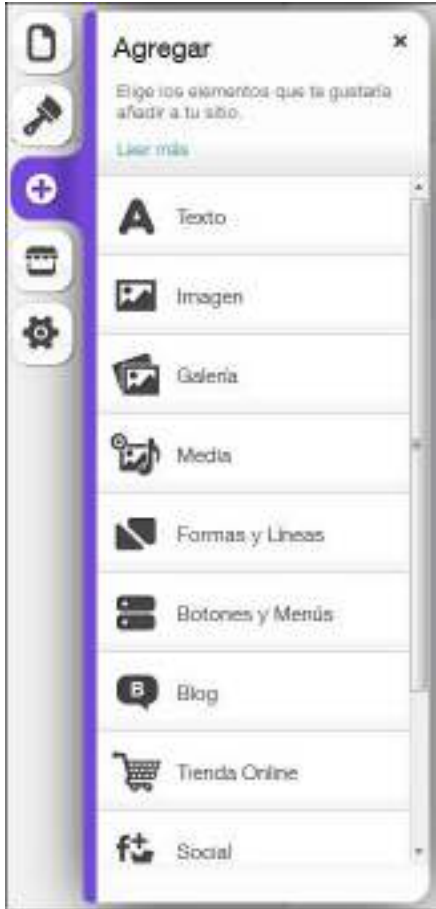 Agregar
Elige los elementos que te gustaría
añadir a tu sitio.
Leer más
Texto
Imagen
Galería
Media
Formas y Líneas
Botones y Menús
B
Blog
Tienda Online
Social